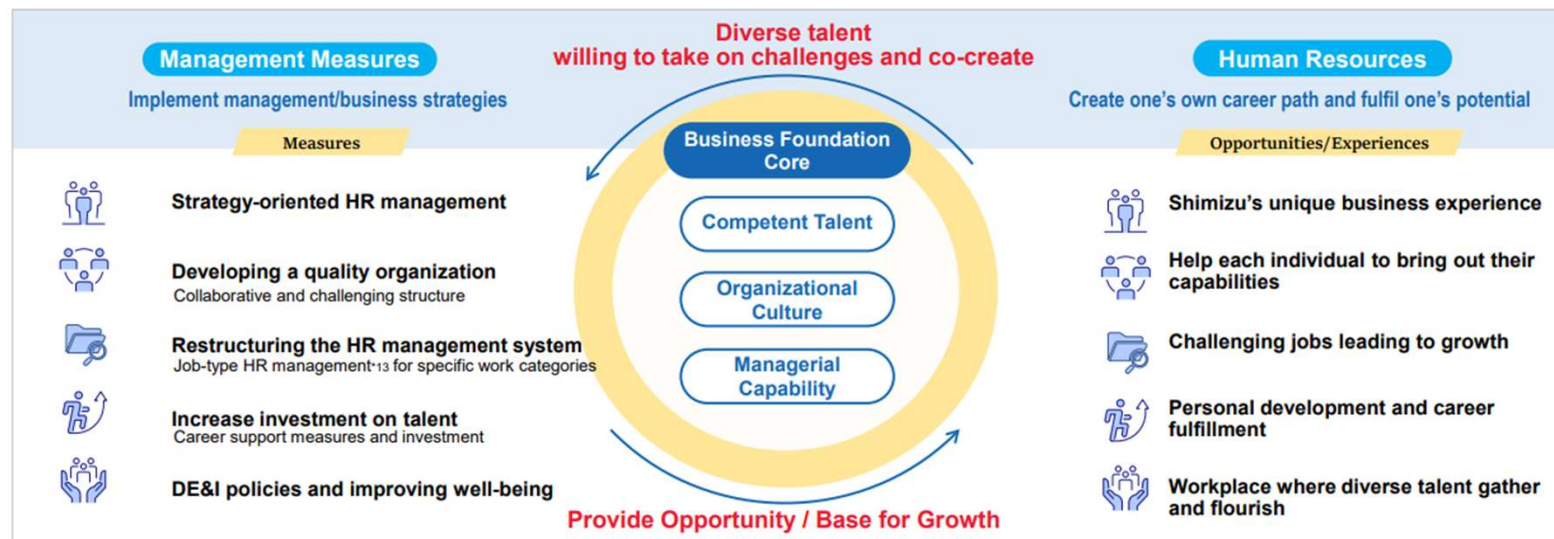 Diverse talent
willing to take on challenges and co-create
Management Measures
Implement management/business strategies
Measures
Strategy-oriented HR management
Developing a quality organization
Collaborative and challenging structure
Restructuring the HR management system
Job-type HR management*13 for specific work categories
Increase investment on talent
Career support measures and investment
DE&I policies and improving well-being
Business Foundation
Core
Competent Talent
Organizational
Culture
Managerial
Capability
Provide Opportunity / Base for Growth
Human Resources
Create one's own career path and fulfil one's potential
Opportunities/Experiences
Shimizu's unique business experience
Help each individual to bring out their
capabilities
Challenging jobs leading to growth
Personal development and career
fulfillment
Workplace where diverse talent gather
and flourish